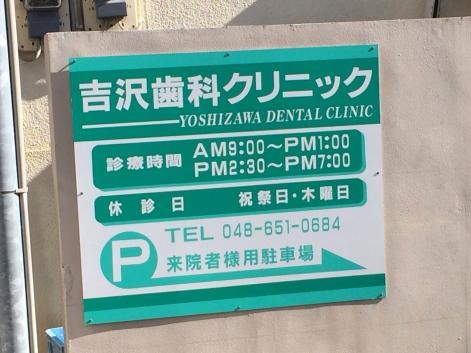 吉沢歯科クリニック
YOSHIZAWA DENTAL CLINIC
診療時間 AM9:00~PM1:00
PM2:30~PM7:00
休診日 祝祭日・木曜日
TEL 048-651-0684
P 来院者様用駐車場